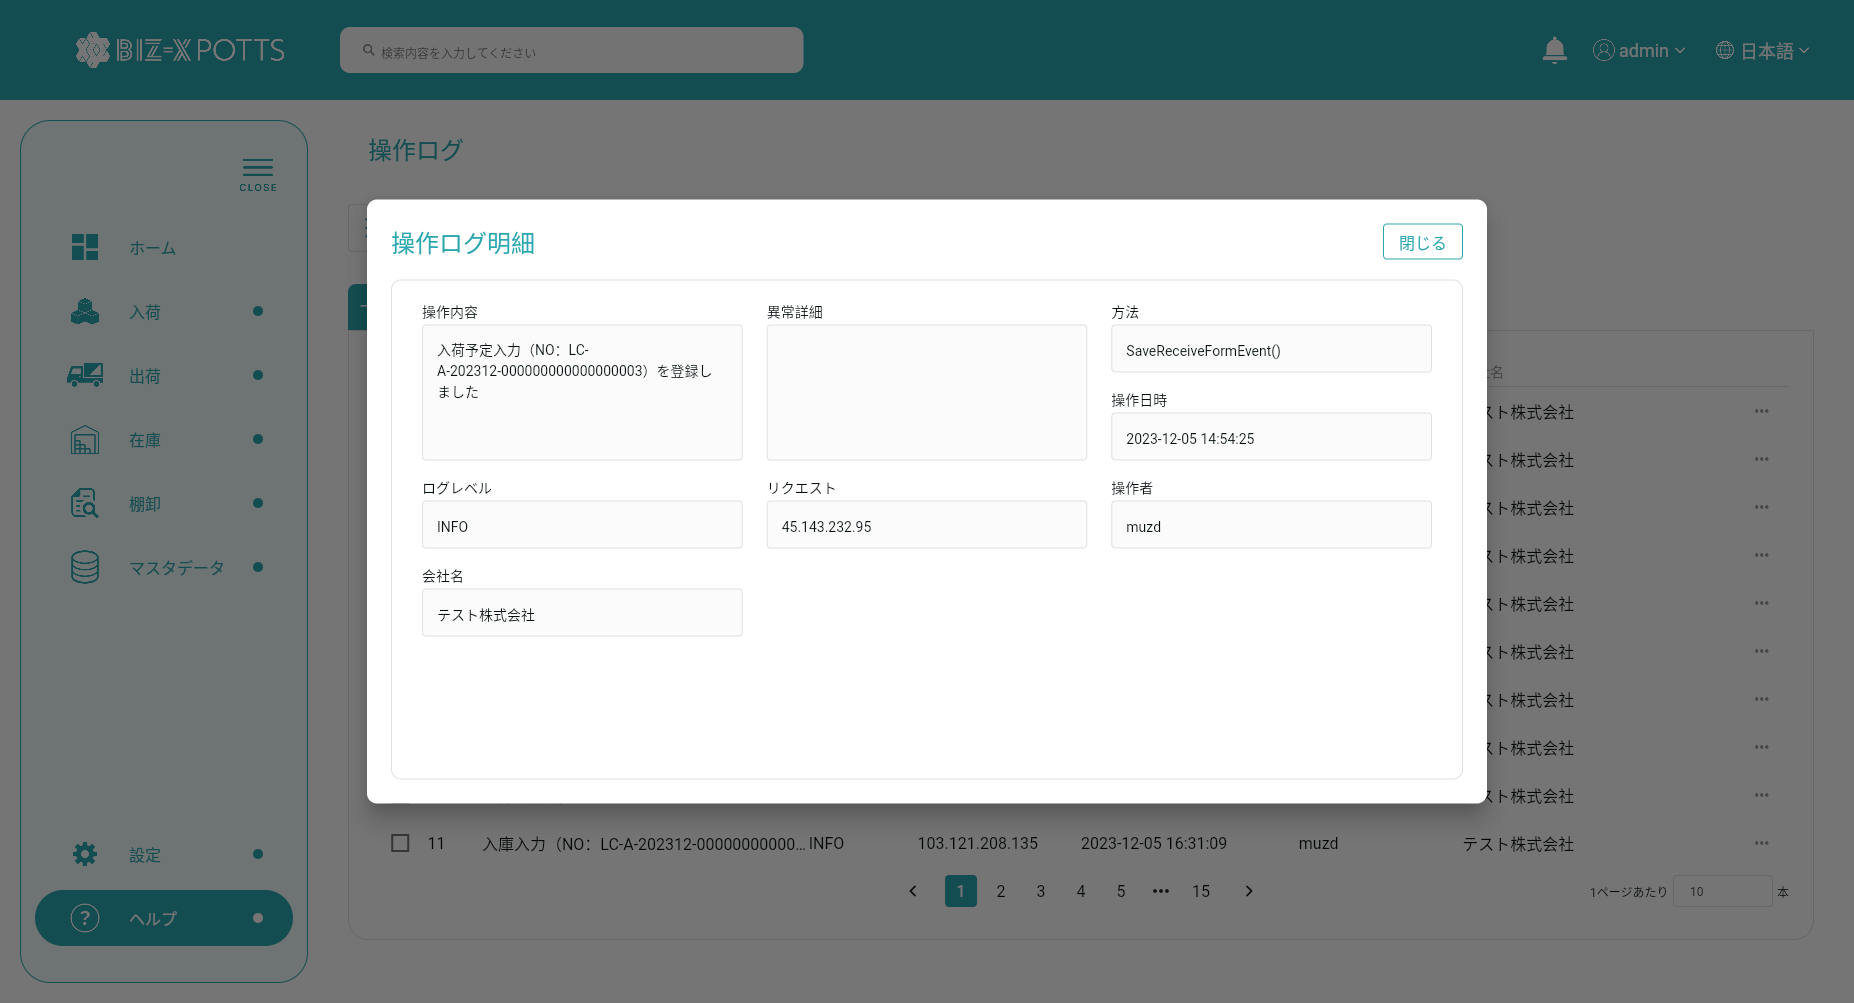 BIZ=X POTTS
検索内容を入力してください
admin
日本語
CLOSE
ホーム
入荷
出荷
在庫
棚卸
マスタデータ
設定
ヘルプ
操作ログ
操作ログ明細
閉じる
操作内容
入荷予定入力（NO：LC-
A-202312-000000000000000003）を登録し
ました
異常詳細
方法
SaveReceiveFormEvent()
操作日時
2023-12-05 14:54:25
ログレベル
INFO
リクエスト
45.143.232.95
操作者
muzd
会社名
テスト株式会社
名
スト株式会社
スト株式会社
スト株式会社
スト株式会社
スト株式会社
スト株式会社
スト株式会社
スト株式会社
スト株式会社
11 入庫入力（NO：LC-A-202312-00000000000... INFO 103.121.208.135 2023-12-05 16:31:09 muzd テスト株式会社 •••
1 2 3 4 5 ••• 15
1ページあたり 10 本